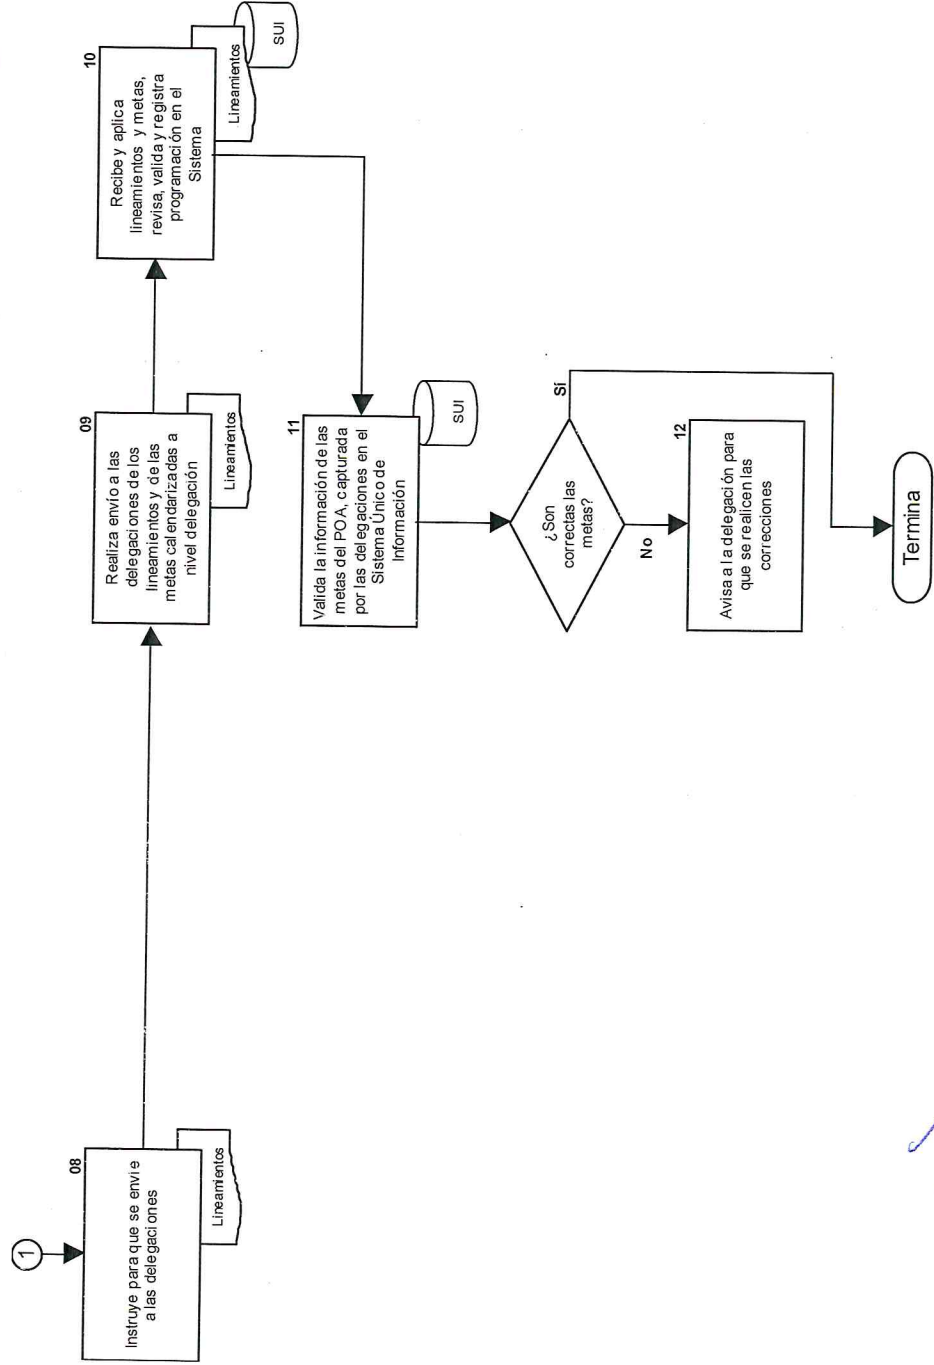 1
08
Instruye para que se envíe
a las delegaciones
Lineamientos
09
Realiza envío a las
delegaciones de los
lineamientos y de las
metas calendarizadas a
nivel delegación
Lineamientos
10
Recibe y aplica
lineamientos y metas,
revisa, valida y registra
programación en el
Sistema
Lineamientos
SUI
11
Valida la información de las
metas del POA, capturada
por las delegaciones en el
Sistema Único de
Información
SUI
¿Son
correctas las
metas?
Sí
No
12
Avisa a la delegación para
que se realicen las
correcciones
Termina